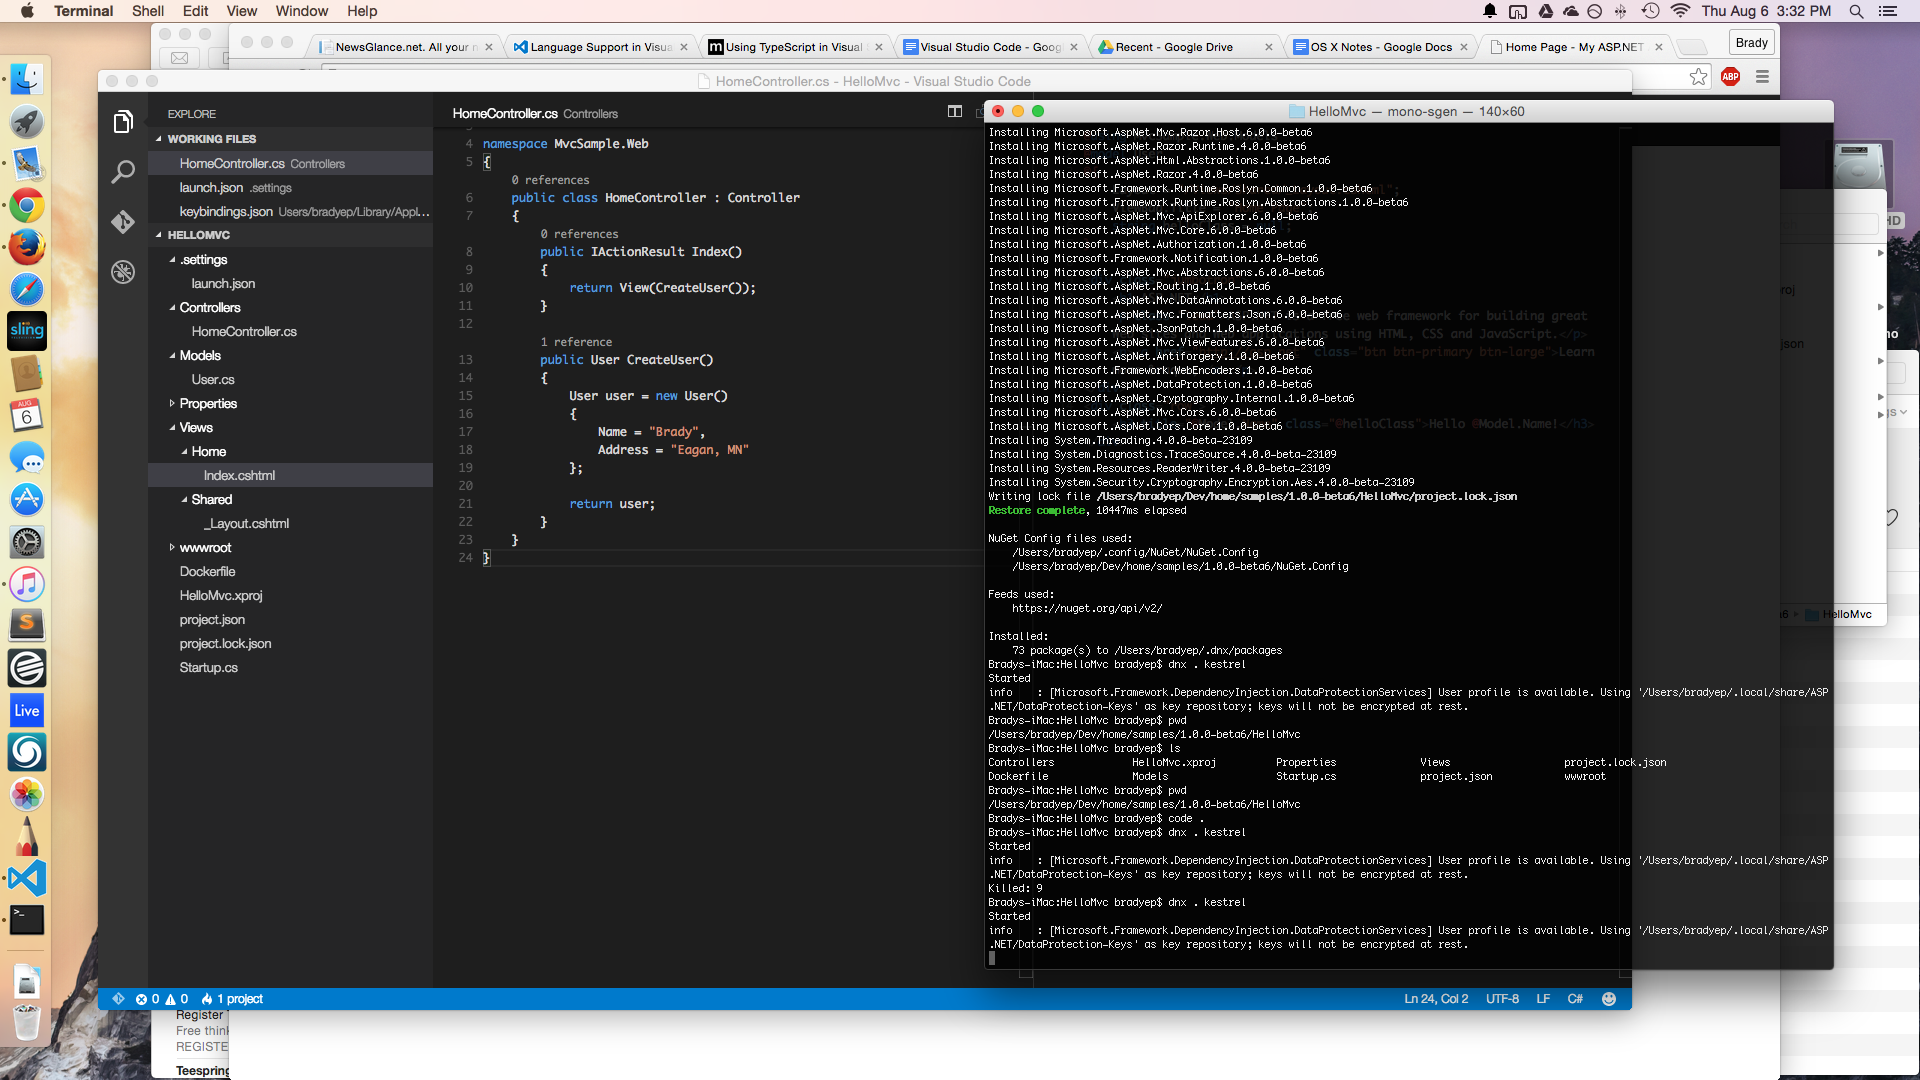 Terminal Shell Edit View Window Help
Thu Aug 6 3:32 PM
NewsGlance.net. All your n
Language Support in Visua
Using TypeScript in Visual
Visual Studio Code - Goog
Recent - Google Drive
OS X Notes - Google Docs
Home Page - My ASP.NET
Brady
ABP
HomeController.cs - HelloMvc - Visual Studio Code
EXPLORE
WORKING FILES
HomeController.cs Controllers
launch.json .settings
keybindings.json Users/bradyep/Library/Appl...
HELLOMVC
.settings
launch.json
Controllers
HomeController.cs
Models
User.cs
Properties
Views
Home
Index.cshtml
Shared
_Layout.cshtml
wwwroot
Dockerfile
HelloMvc.xproj
project.json
project.lock.json
Startup.cs
HomeController.cs Controllers
4 namespace MvcSample.Web
5 {
0 references
6 public class HomeController : Controller
7 {
0 references
8 public IActionResult Index()
9 {
10 return View(CreateUser());
11 }
12
1 reference
13 public User CreateUser()
14 {
15 User user = new User()
16 {
17 Name = "Brady",
18 Address = "Eagan, MN"
19 };
20
21 return user;
22 }
23 }
24 }
HelloMvc — mono-sgen — 140×60
Installing Microsoft.AspNet.Mvc.Razor.Host.6.0.0-beta6
Installing Microsoft.AspNet.Razor.Runtime.4.0.0-beta6
Installing Microsoft.AspNet.Html.Abstractions.1.0.0-beta6
Installing Microsoft.AspNet.Razor.4.0.0-beta6
Installing Microsoft.Framework.Runtime.Roslyn.Common.1.0.0-beta6
Installing Microsoft.Framework.Runtime.Roslyn.Abstractions.1.0.0-beta6
Installing Microsoft.AspNet.Mvc.ApiExplorer.6.0.0-beta6
Installing Microsoft.AspNet.Mvc.Core.6.0.0-beta6
Installing Microsoft.AspNet.Authorization.1.0.0-beta6
Installing Microsoft.Framework.Notification.1.0.0-beta6
Installing Microsoft.AspNet.Mvc.Abstractions.6.0.0-beta6
Installing Microsoft.AspNet.Routing.1.0.0-beta6
Installing Microsoft.AspNet.Mvc.DataAnnotations.6.0.0-beta6
Installing Microsoft.AspNet.Mvc.Formatters.Json.6.0.0-beta6
Installing Microsoft.AspNet.JsonPatch.1.0.0-beta6
Installing Microsoft.AspNet.Mvc.ViewFeatures.6.0.0-beta6
Installing Microsoft.AspNet.Antiforgery.1.0.0-beta6
Installing Microsoft.Framework.WebEncoders.1.0.0-beta6
Installing Microsoft.AspNet.DataProtection.1.0.0-beta6
Installing Microsoft.AspNet.Cryptography.Internal.1.0.0-beta6
Installing Microsoft.AspNet.Mvc.Cors.6.0.0-beta6
Installing Microsoft.AspNet.Cors.Core.1.0.0-beta6
Installing System.Threading.4.0.0-beta-23109
Installing System.Diagnostics.TraceSource.4.0.0-beta-23109
Installing System.Resources.ReaderWriter.4.0.0-beta-23109
Installing System.Security.Cryptography.Encryption.Aes.4.0.0-beta-23109
Writing lock file /Users/bradyep/Dev/home/samples/1.0.0-beta6/HelloMvc/project.lock.json
Restore complete, 10447ms elapsed
NuGet Config files used:
/Users/bradyep/.config/NuGet/NuGet.Config
/Users/bradyep/Dev/home/samples/1.0.0-beta6/NuGet.Config
Feeds used:
https://nuget.org/api/v2/
Installed:
73 package(s) to /Users/bradyep/.dnx/packages
Bradys-iMac:HelloMvc bradyep$ dnx . kestrel
Started
info : [Microsoft.Framework.DependencyInjection.DataProtectionServices] User profile is available. Using '/Users/bradyep/.local/share/ASP
.NET/DataProtection-Keys' as key repository; keys will not be encrypted at rest.
Bradys-iMac:HelloMvc bradyep$ pwd
/Users/bradyep/Dev/home/samples/1.0.0-beta6/HelloMvc
Bradys-iMac:HelloMvc bradyep$ ls
Controllers HelloMvc.xproj Properties Views project.lock.json
Dockerfile Models Startup.cs project.json wwwroot
Bradys-iMac:HelloMvc bradyep$ pwd
/Users/bradyep/Dev/home/samples/1.0.0-beta6/HelloMvc
Bradys-iMac:HelloMvc bradyep$ code .
Bradys-iMac:HelloMvc bradyep$ dnx . kestrel
Started
info : [Microsoft.Framework.DependencyInjection.DataProtectionServices] User profile is available. Using '/Users/bradyep/.local/share/ASP
.NET/DataProtection-Keys' as key repository; keys will not be encrypted at rest.
Killed: 9
Bradys-iMac:HelloMvc bradyep$ dnx . kestrel
Started
info : [Microsoft.Framework.DependencyInjection.DataProtectionServices] User profile is available. Using '/Users/bradyep/.local/share/ASP
.NET/DataProtection-Keys' as key repository; keys will not be encrypted at rest.
e web framework for building great
ations using HTML, CSS and JavaScript.</p>
class="btn btn-primary btn-large">Learn
class="@helloClass">Hello @Model.Name!</h3>
HD
HelloMvc
sling
AUG
6
Live
0 0 1 project
Ln 24, Col 2 UTF-8 LF C#
Register
Free think
REGISTE
Teespring